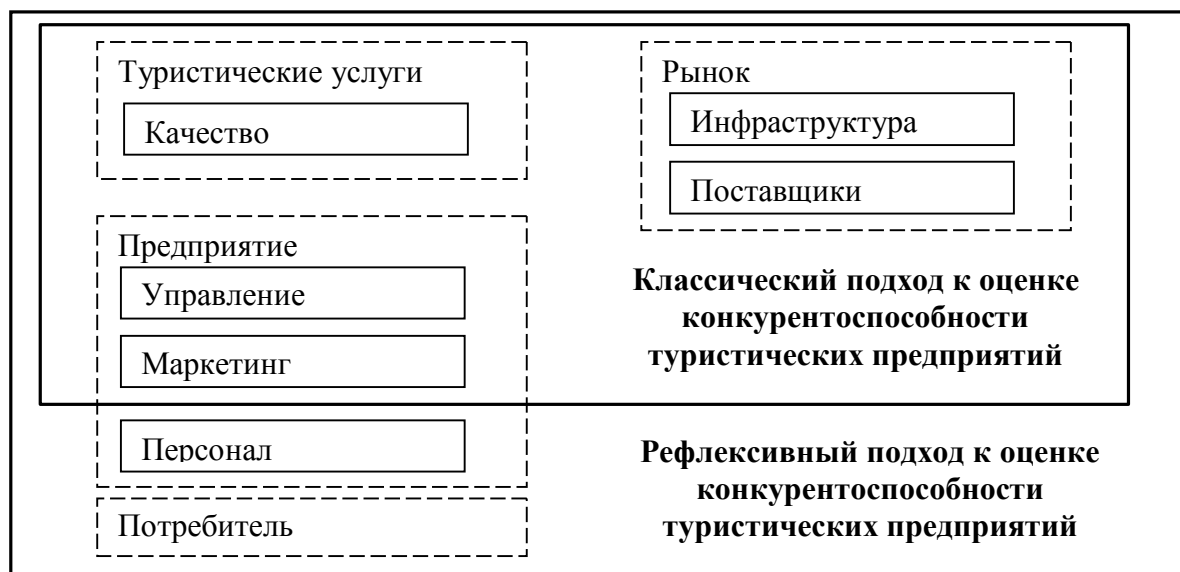 Туристические услуги
Качество
Рынок
Инфраструктура
Поставщики
Предприятие
Управление
Маркетинг
Персонал
Потребитель
Классический подход к оценке
конкурентоспособности
туристических предприятий
Рефлексивный подход к оценке
конкурентоспособности
туристических предприятий